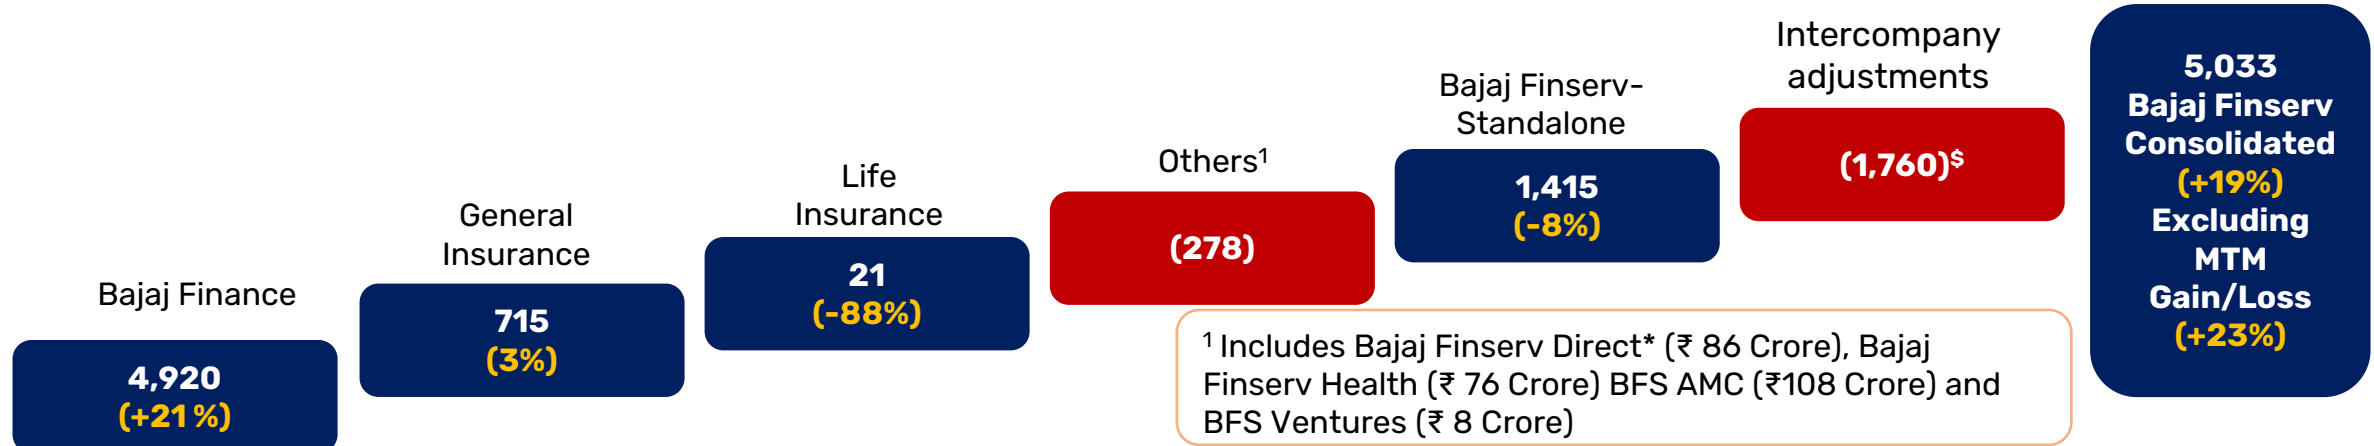 Bajaj Finance
4,920
(+21%)
General
Insurance
715
(3%)
Life
Insurance
21
(-88%)
Others¹
(278)
Bajaj Finserv-
Standalone
1,415
(-8%)
Intercompany
adjustments
(1,760)$
5,033
Bajaj Finserv
Consolidated
(+19%)
Excluding
MTM
Gain/Loss
(+23%)
¹ Includes Bajaj Finserv Direct* (₹ 86 Crore), Bajaj
Finserv Health (₹ 76 Crore) BFS AMC (₹108 Crore) and
BFS Ventures (₹ 8 Crore)